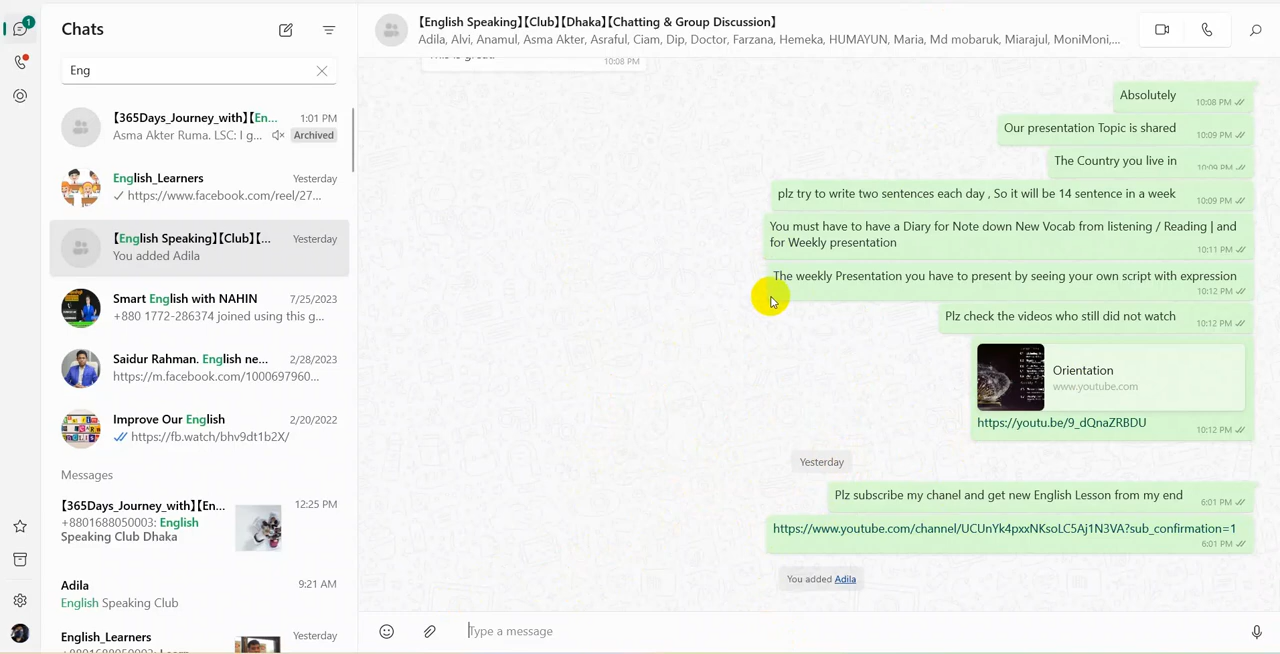 1
Chats
Eng
【365Days_Journey_with】【En...
1:01 PM
Asma Akter Ruma. LSC: I g...
Archived
English_Learners
Yesterday
https://www.facebook.com/reel/27...
【English Speaking】【Club】【...
Yesterday
You added Adila
Smart English with NAHIN
7/25/2023
+880 1772-286374 joined using this g...
Saidur Rahman. English ne...
2/28/2023
https://m.facebook.com/1000697960...
Improve Our English
2/20/2022
https://fb.watch/bhv9dt1b2X/
Messages
【365Days_Journey_with】【En...
12:25 PM
+8801688050003: English
Speaking Club Dhaka
Adila
9:21 AM
English Speaking Club
English_Learners
Yesterday
【English Speaking】【Club】【Dhaka】【Chatting & Group Discussion】
Adila, Alvi, Anamul, Asma Akter, Asraful, Ciam, Dip, Doctor, Farzana, Hemeka, HUMAYUN, Maria, Md mobaruk, Miarajul, MoniMoni,...
This is great.
10:08 PM
Absolutely
10:08 PM
Our presentation Topic is shared
10:09 PM
The Country you live in
10:09 PM
plz try to write two sentences each day , So it will be 14 sentence in a week
10:09 PM
You must have to have a Diary for Note down New Vocab from listening / Reading | and
for Weekly presentation
10:11 PM
The weekly Presentation you have to present by seeing your own script with expression
10:12 PM
Plz check the videos who still did not watch
10:12 PM
Orientation
www.youtube.com
https://youtu.be/9_dQnaZRBDU
10:12 PM
Yesterday
Plz subscribe my chanel and get new English Lesson from my end
6:01 PM
https://www.youtube.com/channel/UCUnYk4pxxNKsoLC5Aj1N3VA?sub_confirmation=1
6:01 PM
You added Adila
Type a message